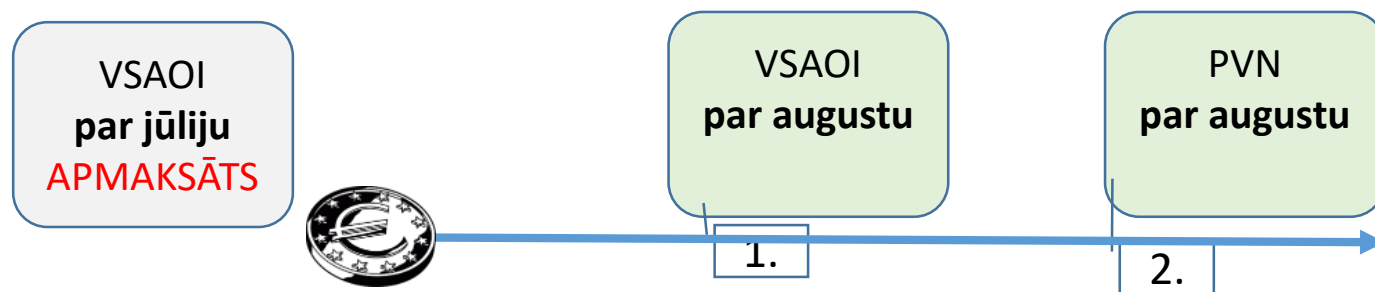 VSAOI
par jūliju
APMAKSĀTS
VSAOI
par augustu
PVN
par augustu
1.
2.